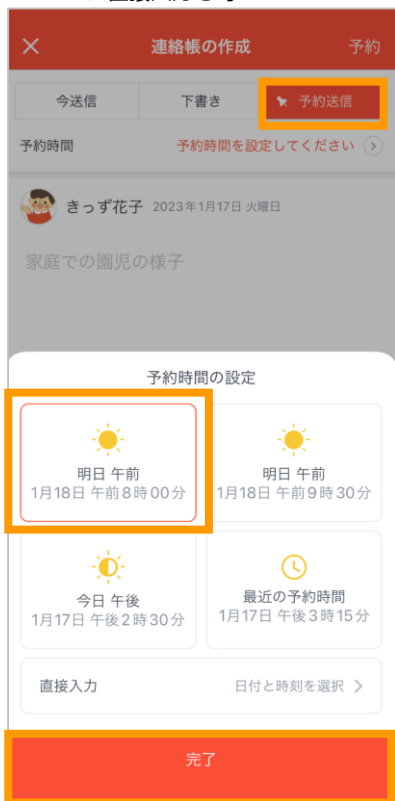 連絡帳の作成 予約
今送信 下書き 予約送信
予約時間 予約時間を設定してください
きっず花子 2023年1月17日 火曜日
家庭での園児の様子
予約時間の設定
明日 午前
1月18日 午前8時00分
明日 午前
1月18日 午前9時30分
今日 午後
1月17日 午後2時30分
最近の予約時間
1月17日 午後3時15分
直接入力 日付と時刻を選択
完了